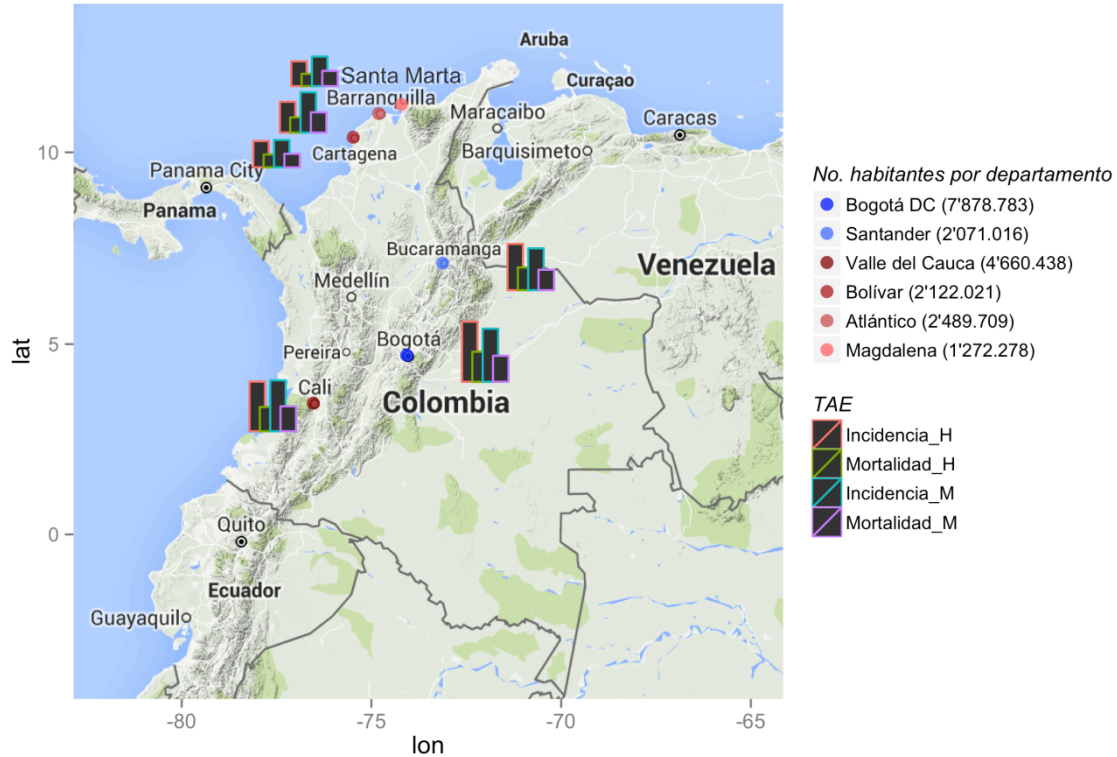 Aruba
Curaçao
Santa Marta
Barranquilla
Maracaibo
Caracas
Cartagena
Barquisimeto
Panama City
Panama
Bucaramanga
Venezuela
Medellín
Pereira
Bogotá
Cali
Colombia
Quito
Ecuador
Guayaquil
10
5
0
lat
-80
-75
-70
-65
lon
No. habitantes por departamento
Bogotá DC (7'878.783)
Santander (2'071.016)
Valle del Cauca (4'660.438)
Bolívar (2'122.021)
Atlántico (2'489.709)
Magdalena (1'272.278)
TAE
Incidencia_H
Mortalidad_H
Incidencia_M
Mortalidad_M